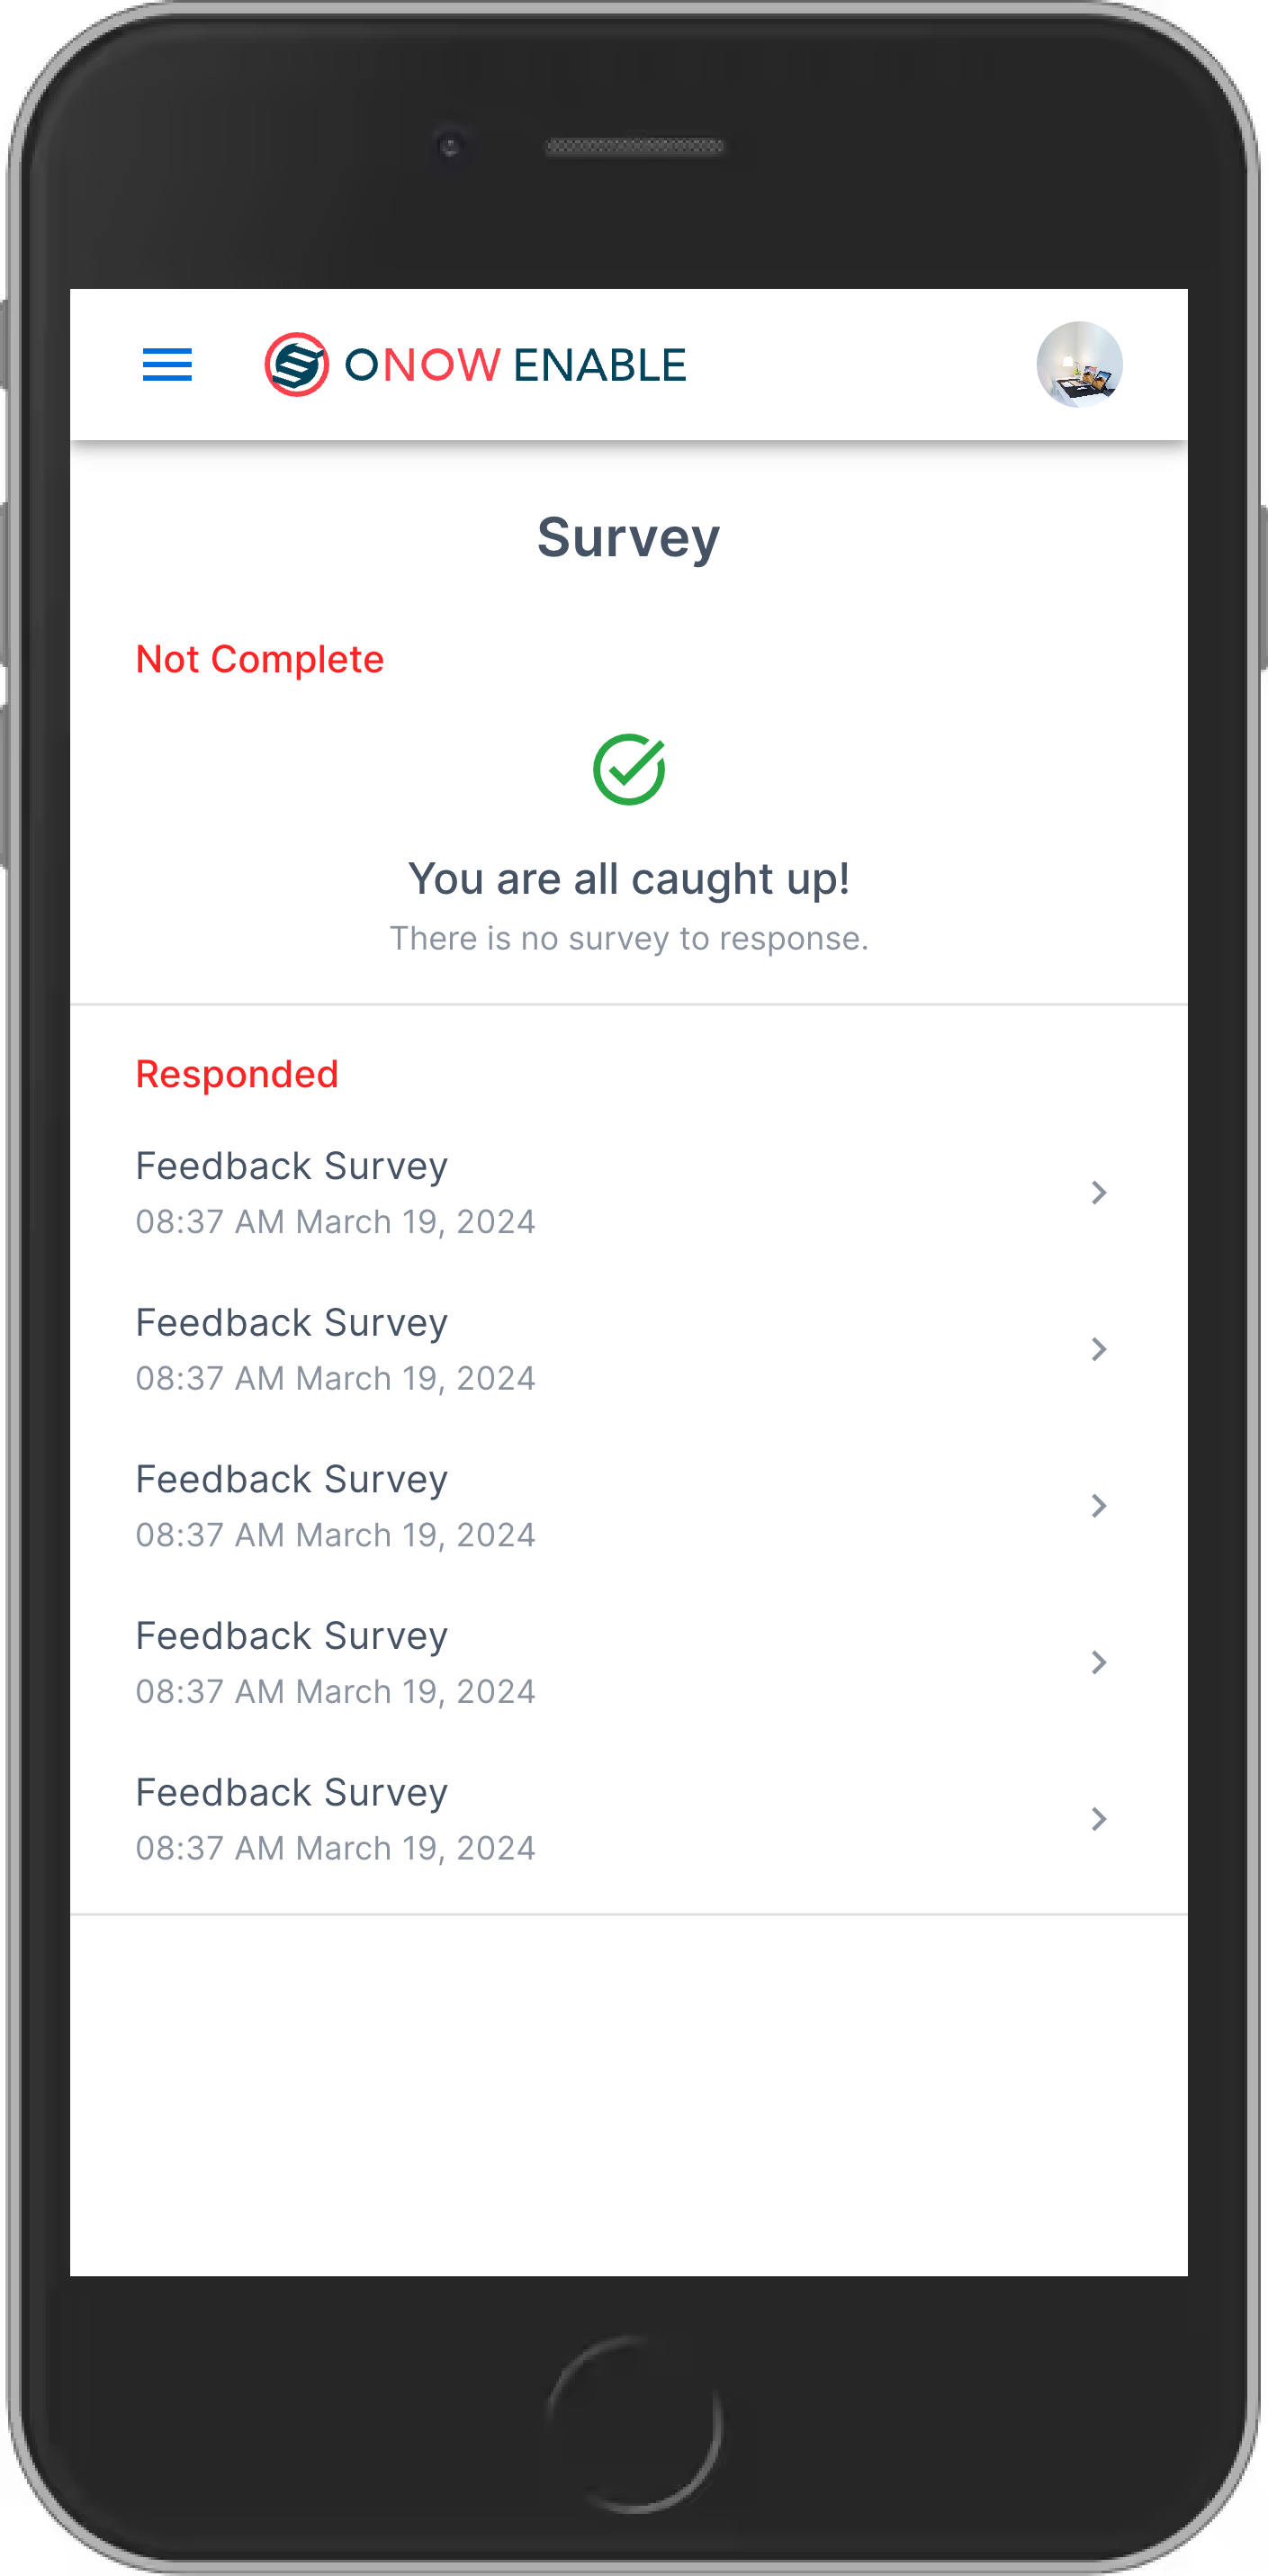 ONOW ENABLE
Survey
Not Complete
You are all caught up!
There is no survey to response.
Responded
Feedback Survey
08:37 AM March 19, 2024
Feedback Survey
08:37 AM March 19, 2024
Feedback Survey
08:37 AM March 19, 2024
Feedback Survey
08:37 AM March 19, 2024
Feedback Survey
08:37 AM March 19, 2024